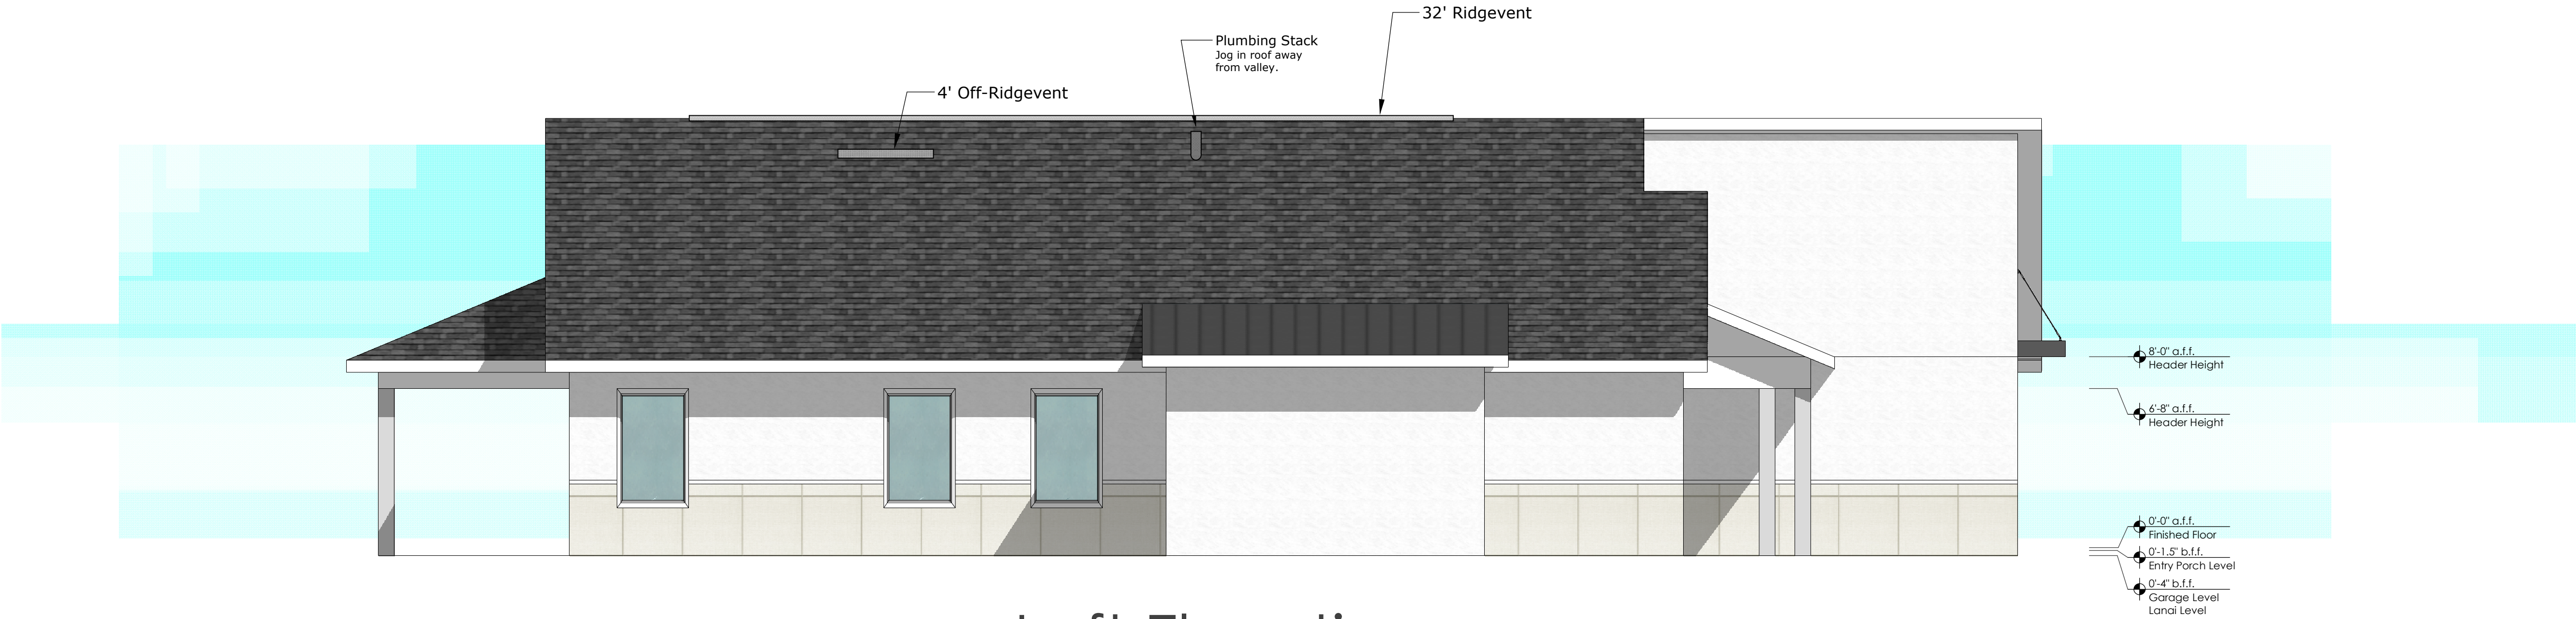 32' Ridgevent
Plumbing Stack
Jog in roof away
from valley.
4' Off-Ridgevent
8'-0" a.f.f.
Header Height
6'-8" a.f.f.
Header Height
0'-0" a.f.f.
Finished Floor
0'-1.5" b.f.f.
Entry Porch Level
0'-4" b.f.f.
Garage Level
Lanai Level